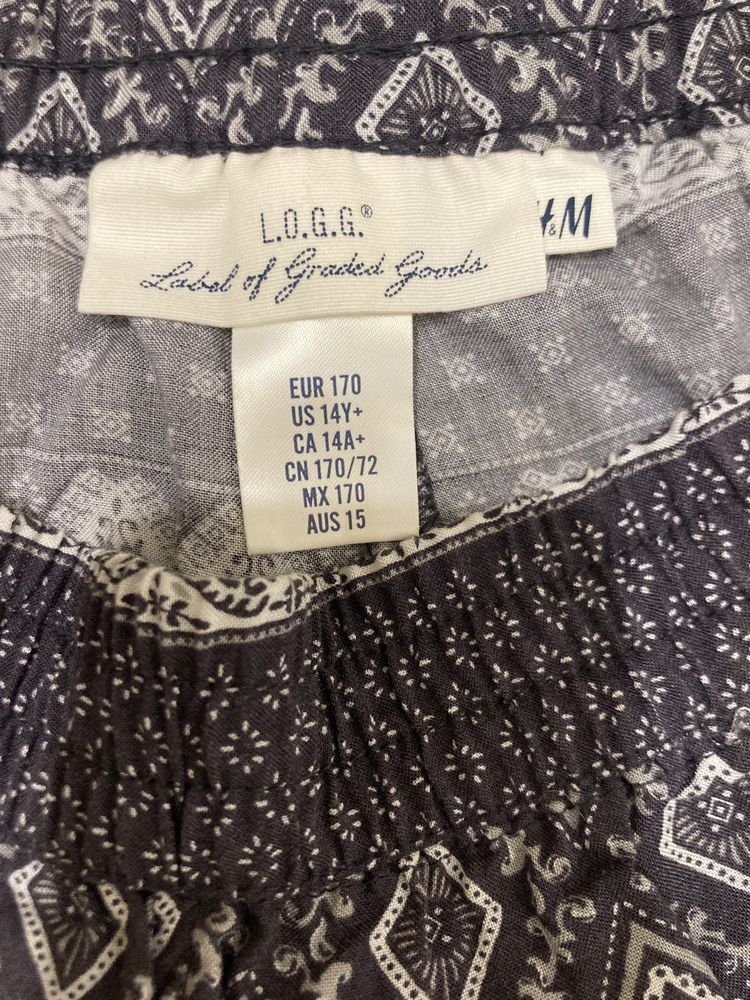 L.O.G.G.®
Label of Graded Goods
H&M
EUR 170
US 14Y+
CA 14A+
CN 170/72
MX 170
AUS 15